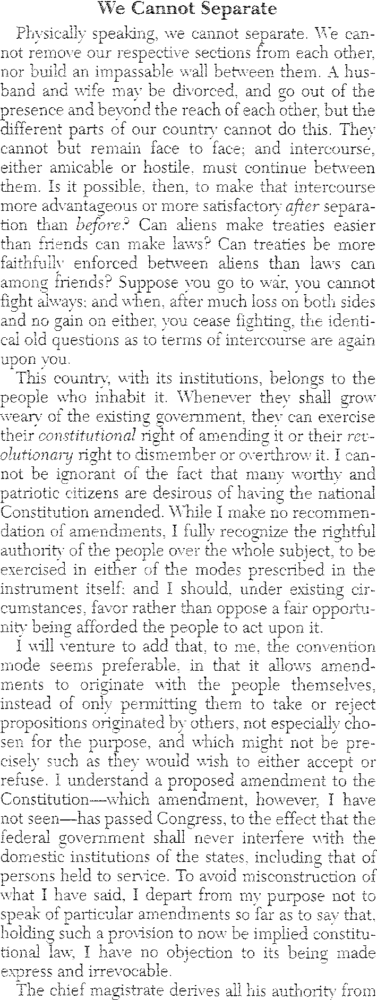 We Cannot Separate
Physically speaking, we cannot separate. We can-
not remove our respective sections from each other,
nor build an impassable wall between them. A hus-
band and wife may be divorced, and go out of the
presence and beyond the reach of each other, but the
different parts of our country cannot do this. They
cannot but remain face to face; and intercourse,
either amicable or hostile, must continue between
them. Is it possible, then, to make that intercourse
more advantageous or more satisfactory after separa-
tion than before? Can aliens make treaties easier
than friends can make laws? Can treaties be more
faithfully enforced between aliens than laws can
among friends? Suppose you go to war, you cannot
fight always; and when, after much loss on both sides
and no gain on either, you cease fighting, the identi-
cal old questions as to terms of intercourse are again
upon you.
This country, with its institutions, belongs to the
people who inhabit it. Whenever they shall grow
weary of the existing government, they can exercise
their constitutional right of amending it or their rev-
olutionary right to dismember or overthrow it. I can-
not be ignorant of the fact that many worthy and
patriotic citizens are desirous of having the national
Constitution amended. While I make no recommen-
dation of amendments, I fully recognize the rightful
authority of the people over the whole subject, to be
exercised in either of the modes prescribed in the
instrument itself; and I should, under existing cir-
cumstances, favor rather than oppose a fair opportu-
nity being afforded the people to act upon it.
I will venture to add that, to me, the convention
mode seems preferable, in that it allows amend-
ments to originate with the people themselves,
instead of only permitting them to take or reject
propositions originated by others, not especially cho-
sen for the purpose, and which might not be pre-
cisely such as they would wish to either accept or
refuse. I understand a proposed amendment to the
Constitution—which amendment, however, I have
not seen—has passed Congress, to the effect that the
federal government shall never interfere with the
domestic institutions of the states, including that of
persons held to service. To avoid misconstruction of
what I have said, I depart from my purpose not to
speak of particular amendments so far as to say that,
holding such a provision to now be implied constitu-
tional law, I have no objection to its being made
express and irrevocable.
The chief magistrate derives all his authority from